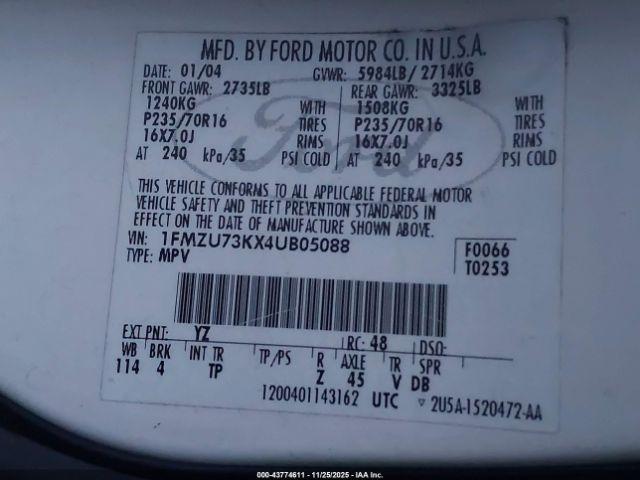 MFD. BY FORD MOTOR CO. IN U.S.A.
DATE: 01/04 GVWR: 5984LB/ 2714KG
FRONT GAWR: 2735LB REAR GAWR: 3325LB
1240KG WITH 1508KG WITH
P235/70R16 TIRES P235/70R16 TIRES
16X7.0J RIMS 16X7.0J RIMS
AT 240 kPa/35 PSI COLD AT 240 kPa/35 PSI COLD
Ford
THIS VEHICLE CONFORMS TO ALL APPLICABLE FEDERAL MOTOR
VEHICLE SAFETY AND THEFT PREVENTION STANDARDS IN
EFFECT ON THE DATE OF MANUFACTURE SHOWN ABOVE.
VIN: 1FMZU73KX4UB05088 F0066
TYPE: MPV T0253
EXT PNT: YZ RC: 48 DSO:
WB BRK INT TR TP/PS R AXLE TR SPR
114 4 TP Z 45 V DB
1200401143162 UTC ▽ 2U5A-1520472-AA
000-43774611 - 11/25/2025 - IAA, Inc.